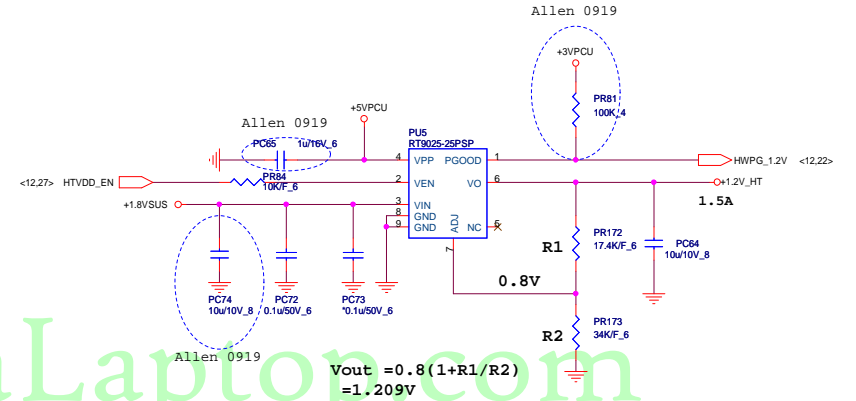 Allen 0919
+3VPCU
PR81
100K_4
+5VPCU
Allen 0919
PC65
1u/16V_6
PU5
RT9025-25PSP
4
VPP
PGOOD
1
HWPG_1.2V
<12,22>
<12,27>
HTVDD_EN
PR84
10K/F_6
2
VEN
VO
6
+1.2V_HT
1.5A
+1.8VSUS
3
VIN
8
GND
9
GND
ADJ
NC
5
7
R1
PR172
17.4K/F_6
PC64
10u/10V_8
0.8V
PC74
10u/10V_8
PC72
0.1u/50V_6
PC73
*0.1u/50V_6
R2
PR173
34K/F_6
Allen 0919
Vout =0.8(1+R1/R2)
=1.209V
aLaptop.com